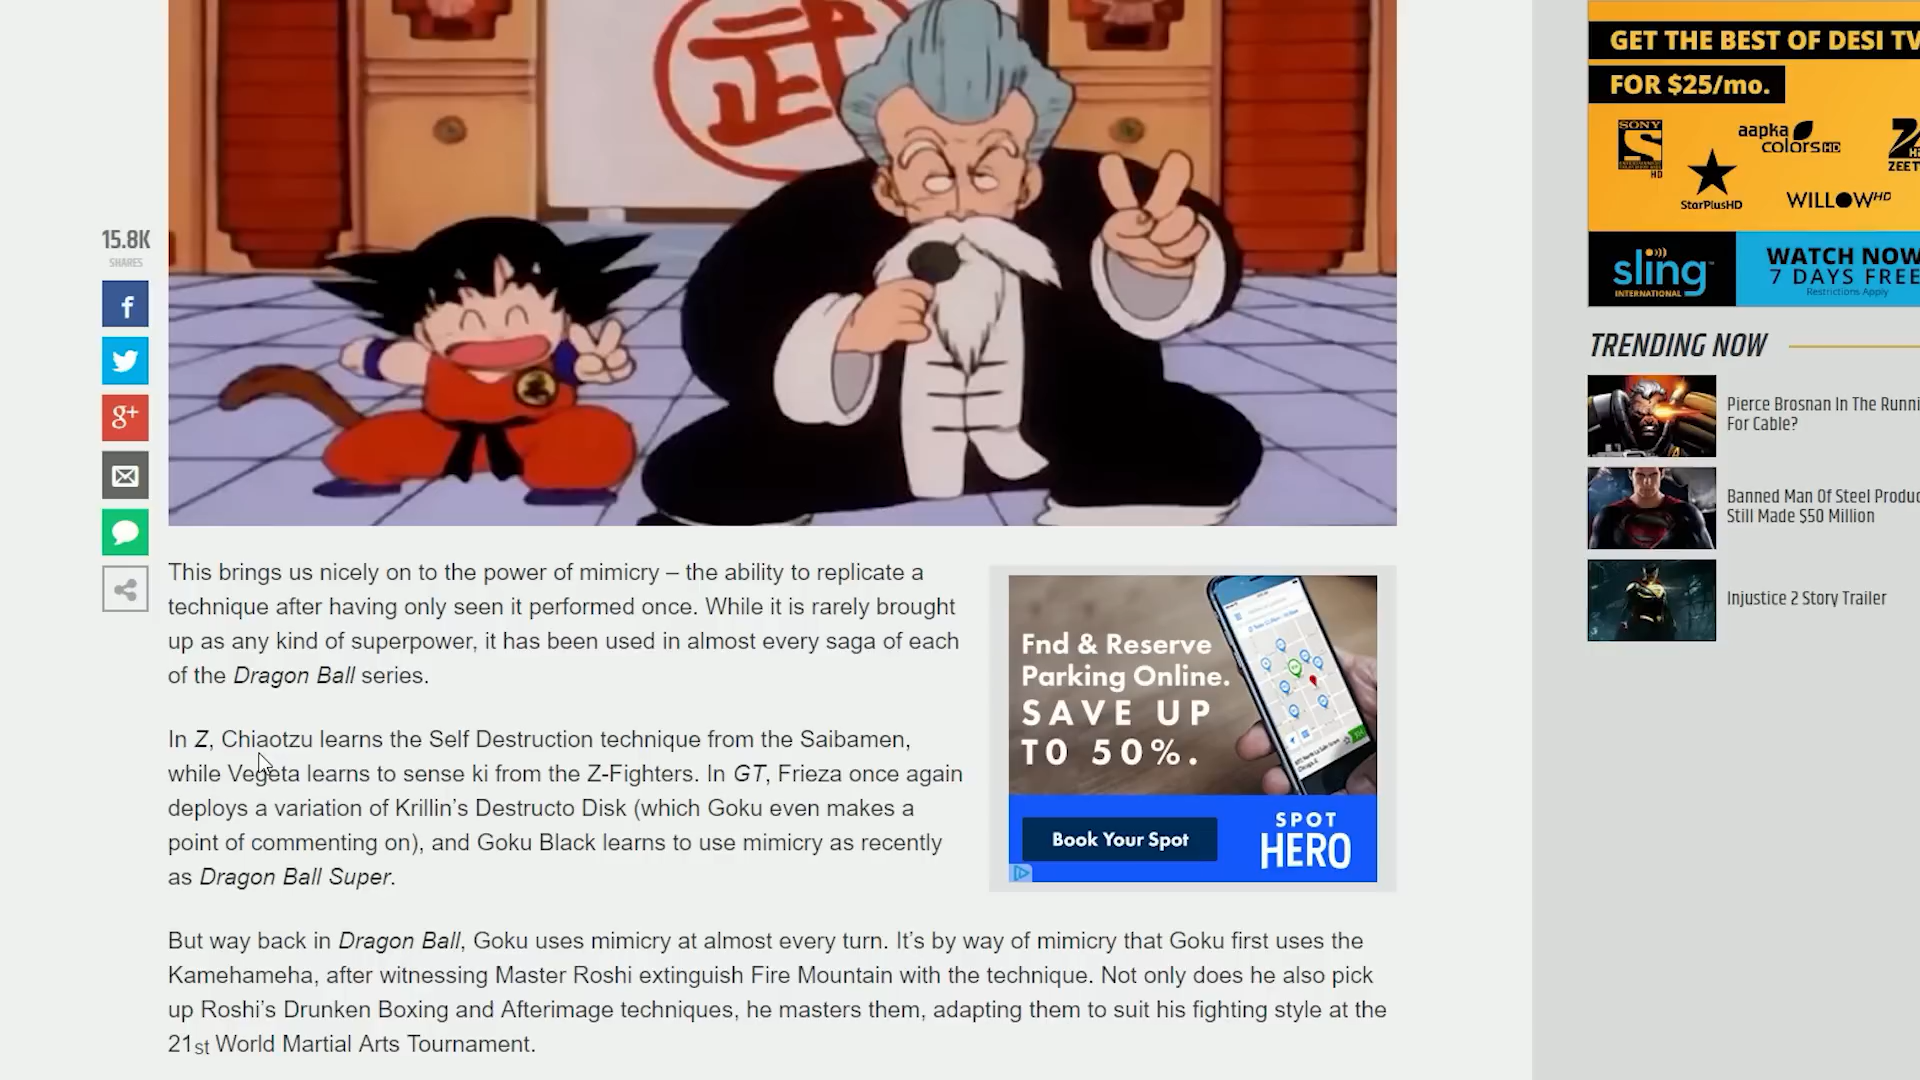 武
15.8K
SHARES
f
g+
This brings us nicely on to the power of mimicry – the ability to replicate a
technique after having only seen it performed once. While it is rarely brought
up as any kind of superpower, it has been used in almost every saga of each
of the Dragon Ball series.
In Z, Chiaotzu learns the Self Destruction technique from the Saibamen,
while Vegeta learns to sense ki from the Z-Fighters. In GT, Frieza once again
deploys a variation of Krillin’s Destructo Disk (which Goku even makes a
point of commenting on), and Goku Black learns to use mimicry as recently
as Dragon Ball Super.
Fnd & Reserve
Parking Online.
SAVE UP
TO 50%.
Book Your Spot
SPOT
HERO
But way back in Dragon Ball, Goku uses mimicry at almost every turn. It’s by way of mimicry that Goku first uses the
Kamehameha, after witnessing Master Roshi extinguish Fire Mountain with the technique. Not only does he also pick
up Roshi’s Drunken Boxing and Afterimage techniques, he masters them, adapting them to suit his fighting style at the
21st World Martial Arts Tournament.
GET THE BEST OF DESI TV
FOR $25/mo.
SONY
S
HD
aapka
colors HD
StarPlusHD
WILLOW HD
ZEET
sling
INTERNATIONAL
WATCH NOW
7 DAYS FREE
Restrictions Apply
TRENDING NOW
Pierce Brosnan In The Runni
For Cable?
Banned Man Of Steel Produc
Still Made $50 Million
Injustice 2 Story Trailer